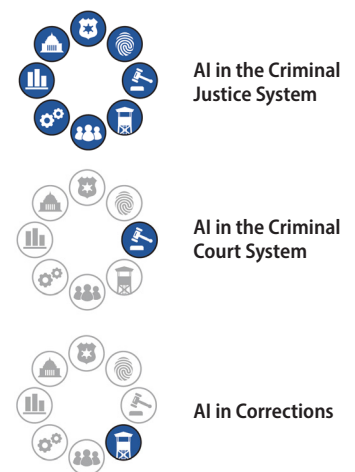 AI in the Criminal
Justice System
AI in the Criminal
Court System
AI in Corrections